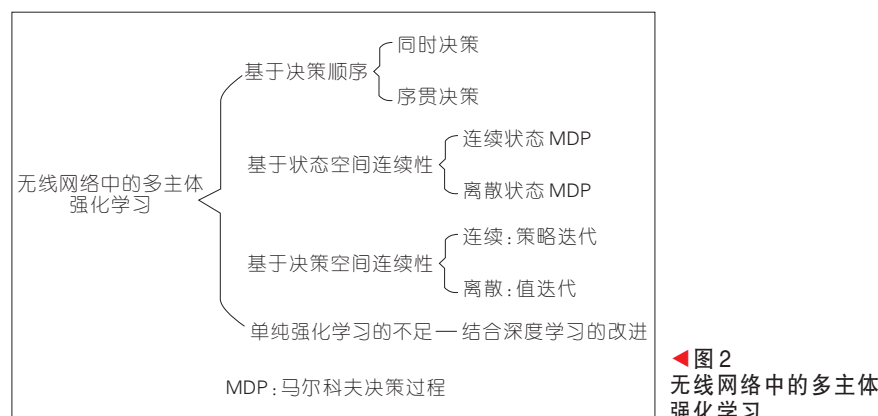 同时决策
基于决策顺序
序贯决策
连续状态 MDP
基于状态空间连续性
离散状态 MDP
无线网络中的多主体
强化学习
连续:策略迭代
基于决策空间连续性
离散:值迭代
单纯强化学习的不足—结合深度学习的改进
MDP:马尔科夫决策过程
◀图 2
无线网络中的多主体
强化学习